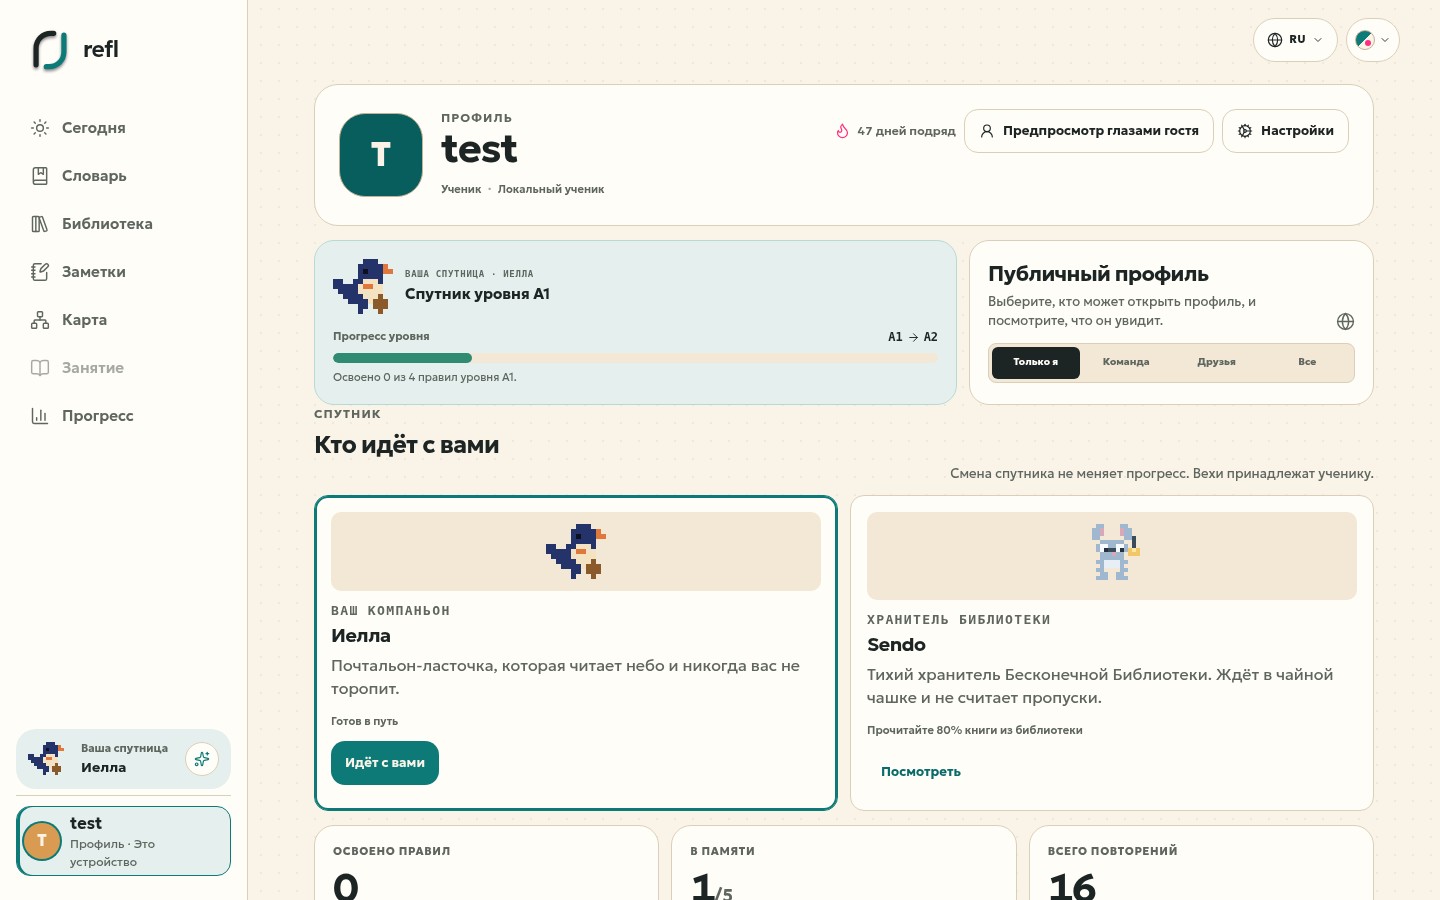 refl
Сегодня
Словарь
Библиотека
Заметки
Карта
Занятие
Прогресс
Ваша спутница
Иелла
T
test
Профиль · Это
устройство
RU
T
ПРОФИЛЬ
test
Ученик · Локальный ученик
47 дней подряд
Предпросмотр глазами гостя
Настройки
ВАША СПУТНИЦА · ИЕЛЛА
Спутник уровня A1
Прогресс уровня
A1 → A2
Освоено 0 из 4 правил уровня A1.
Публичный профиль
Выберите, кто может открыть профиль, и
посмотрите, что он увидит.
Только я
Команда
Друзья
Все
СПУТНИК
Кто идёт с вами
Смена спутника не меняет прогресс. Вехи принадлежат ученику.
ВАШ КОМПАНЬОН
Иелла
Почтальон-ласточка, которая читает небо и никогда вас не
торопит.
Готов в путь
Идёт с вами
ХРАНИТЕЛЬ БИБЛИОТЕКИ
Sendo
Тихий хранитель Бесконечной Библиотеки. Ждёт в чайной
чашке и не считает пропуски.
Прочитайте 80% книги из библиотеки
Посмотреть
ОСВОЕНО ПРАВИЛ
0
В ПАМЯТИ
1/5
ВСЕГО ПОВТОРЕНИЙ
16